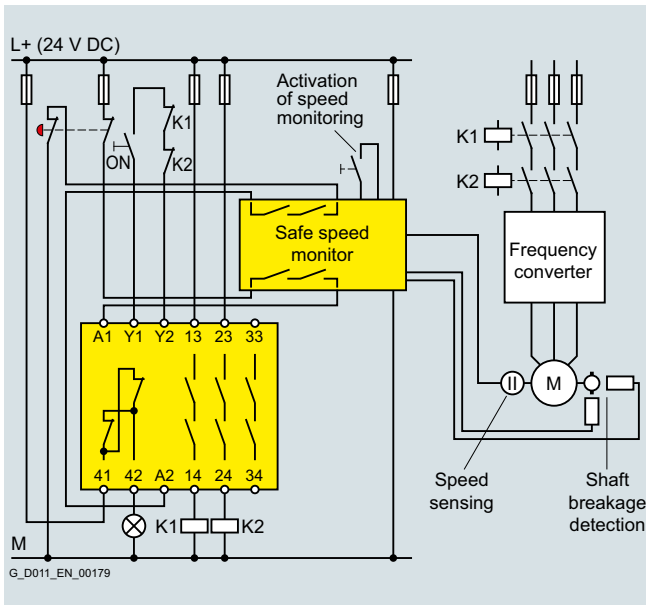 L+ (24 V DC)
Activation
of speed
monitoring
K1
K2
ON
K1
K2
Safe speed
monitor
Frequency
converter
A1 Y1 Y2 13 23 33
II
M
41 42 A2 14 24 34
Speed
sensing
Shaft
breakage
detection
K1
K2
M
G_D011_EN_00179